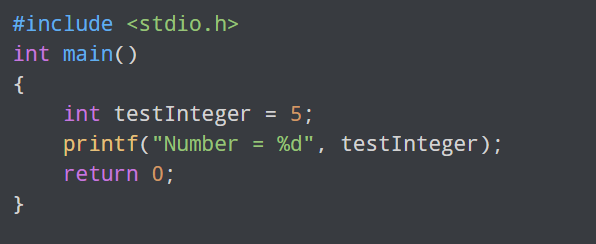 #include <stdio.h>
int main()
{
    int testInteger = 5;
    printf("Number = %d", testInteger);
    return 0;
}